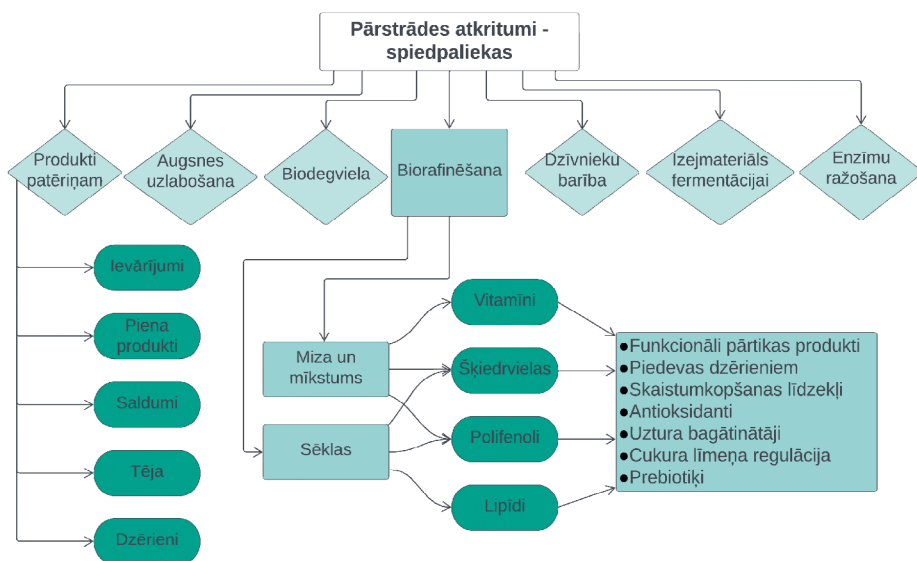 Pārstrādes atkritumi -
spiedpaliekas
Produkti
patēriņam
Augsnes
uzlabošana
Biodegviela
Biorafinēšana
Dzīvnieku
barība
Izejmateriāls
fermentācijai
Enzīmu
ražošana
Ievārījumi
Piena
produkti
Saldumi
Tēja
Dzērieni
Miza un
mīkstums
Sēklas
Vitamīni
Šķiedrvielas
Polifenoli
Lipīdi
●Funkcionāli pārtikas produkti
●Piedevas dzērieniem
●Skaistumkopšanas līdzekļi
●Antioksidanti
●Uztura bagātinātāji
●Cukura līmeņa regulācija
●Prebiotiķi